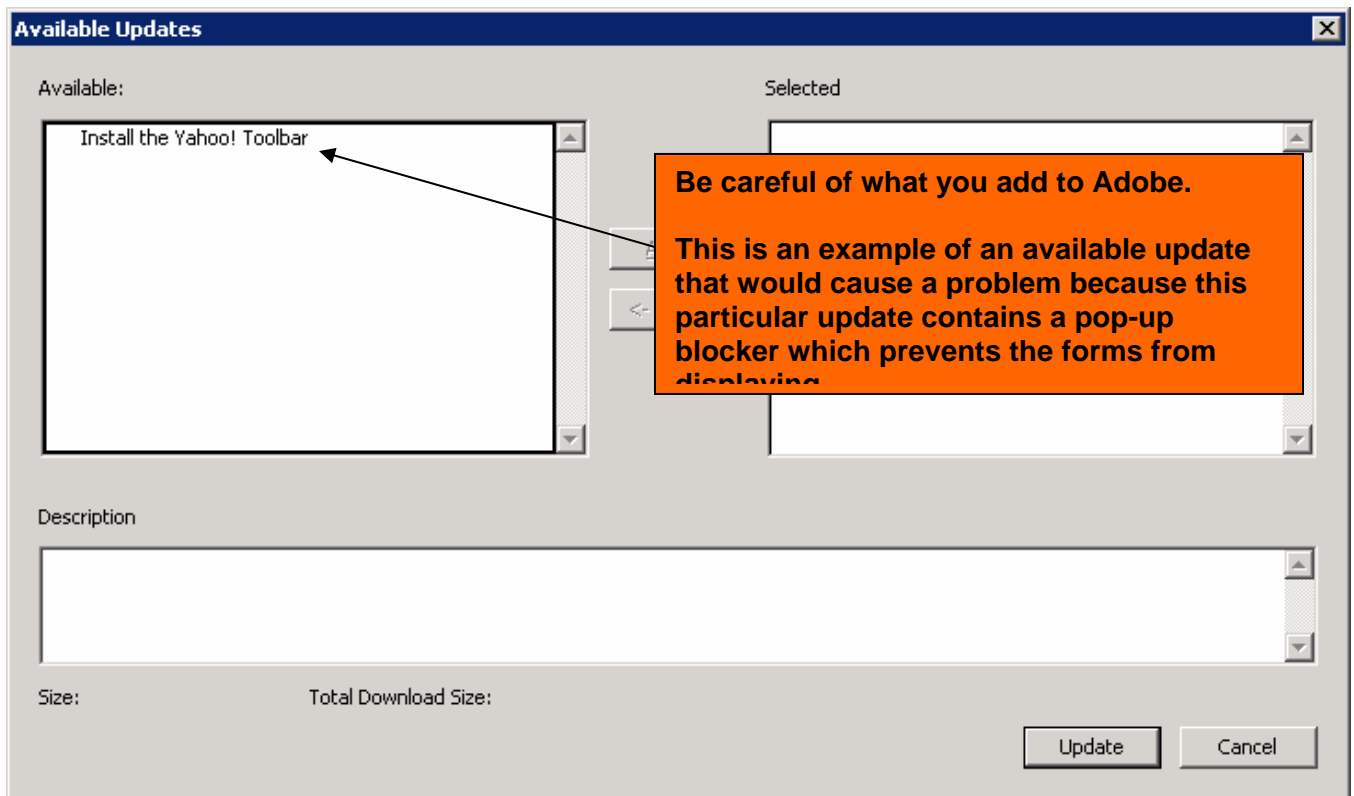 Available Updates
Available:
Selected
Install the Yahoo! Toolbar
Be careful of what you add to Adobe.
This is an example of an available update
that would cause a problem because this
particular update contains a pop-up
blocker which prevents the forms from
displaying
<-
Description
Size:
Total Download Size:
Update
Cancel